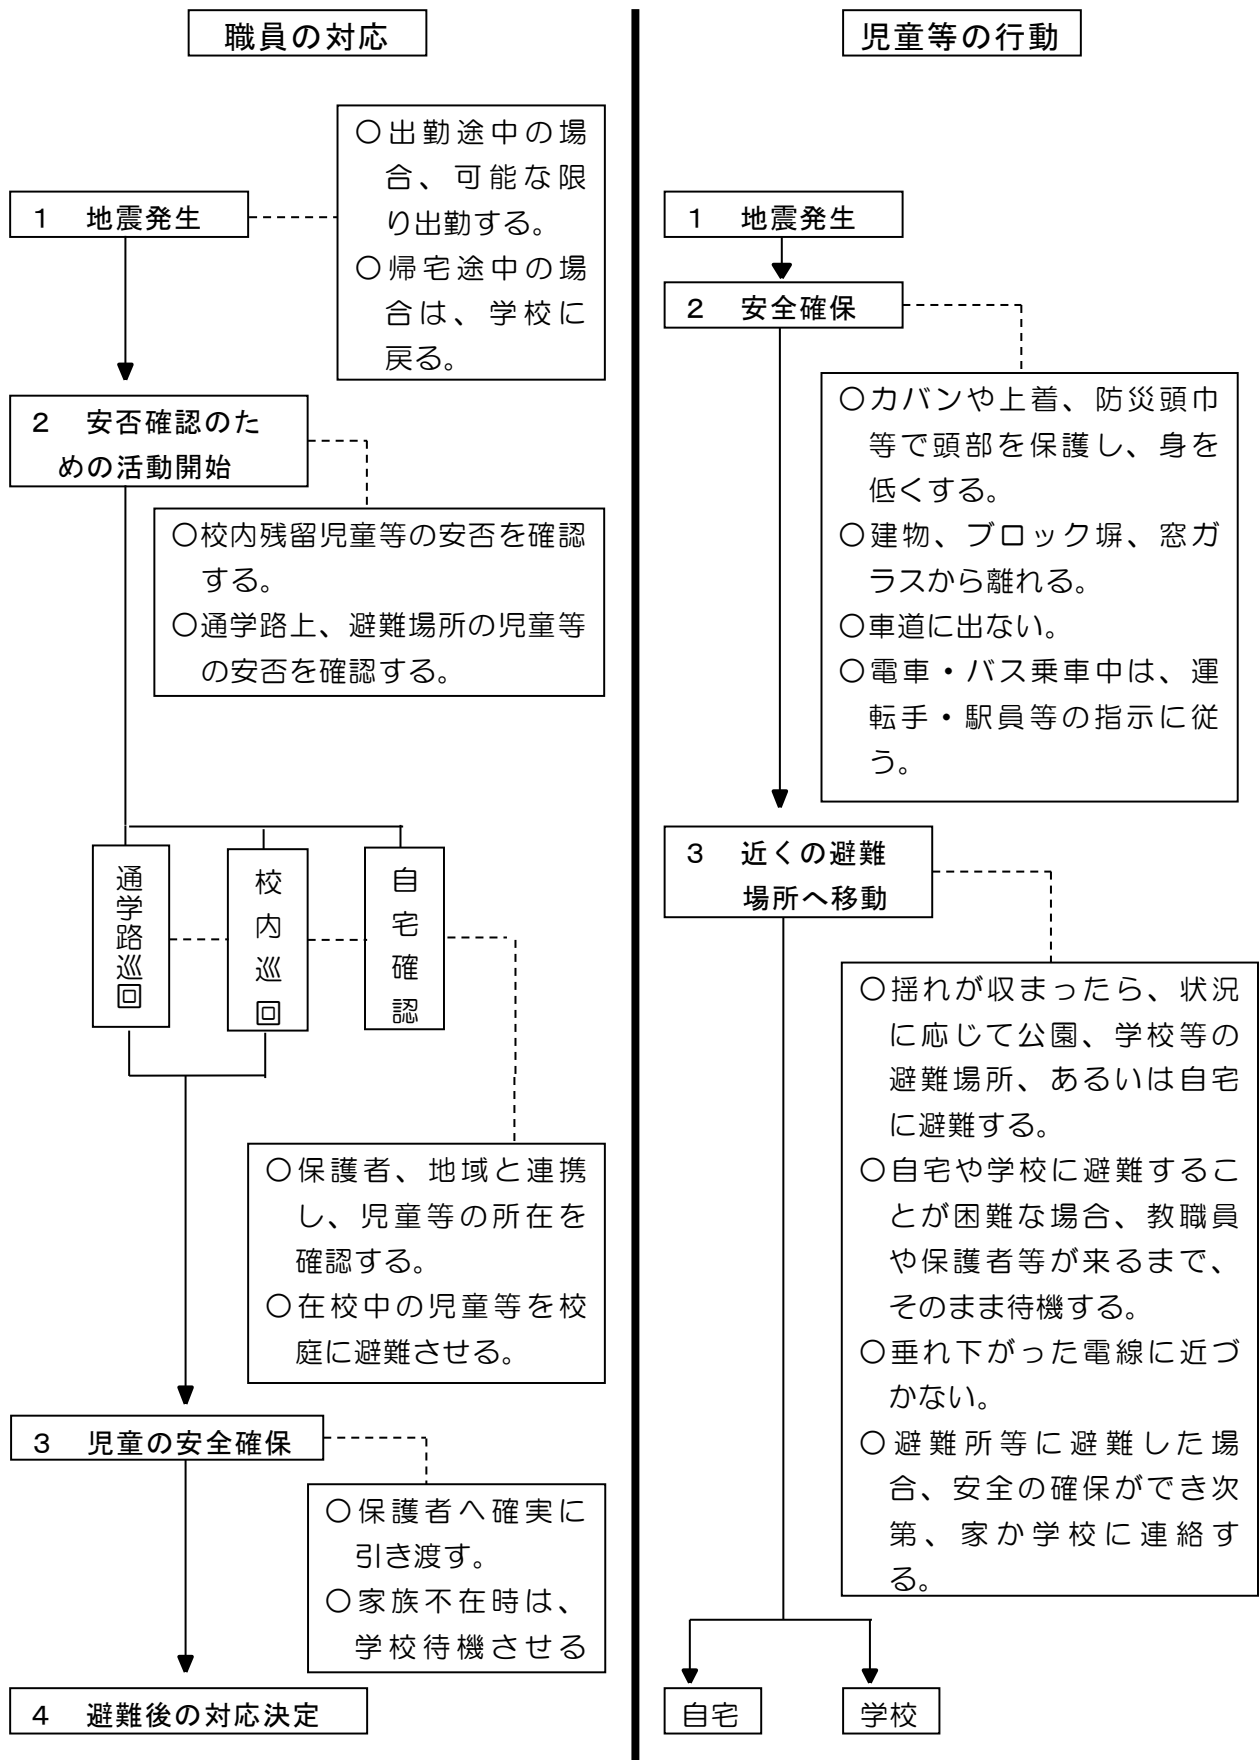 職員の対応
○出勤途中の場
合、可能な限
り出勤する。
○帰宅途中の場
合は、学校に
戻る。
1　地震発生
2　安否確認のた
めの活動開始
○校内残留児童等の安否を確認
する。
○通学路上、避難場所の児童等
の安否を確認する。
通学路巡回
校内巡回
自宅確認
○保護者、地域と連携
し、児童等の所在を
確認する。
○在校中の児童等を校
庭に避難させる。
3　児童の安全確保
○保護者へ確実に
引き渡す。
○家族不在時は、
学校待機させる
4　避難後の対応決定
児童等の行動
1　地震発生
2　安全確保
○カバンや上着、防災頭巾
等で頭部を保護し、身を
低くする。
○建物、ブロック塀、窓ガ
ラスから離れる。
○車道に出ない。
○電車・バス乗車中は、運
転手・駅員等の指示に従
う。
3　近くの避難
場所へ移動
○揺れが収まったら、状況
に応じて公園、学校等の
避難場所、あるいは自宅
に避難する。
○自宅や学校に避難するこ
とが困難な場合、教職員
や保護者等が来るまで、
そのまま待機する。
○垂れ下がった電線に近づ
かない。
○避難所等に避難した場
合、安全の確保ができ次
第、家か学校に連絡す
る。
自宅
学校